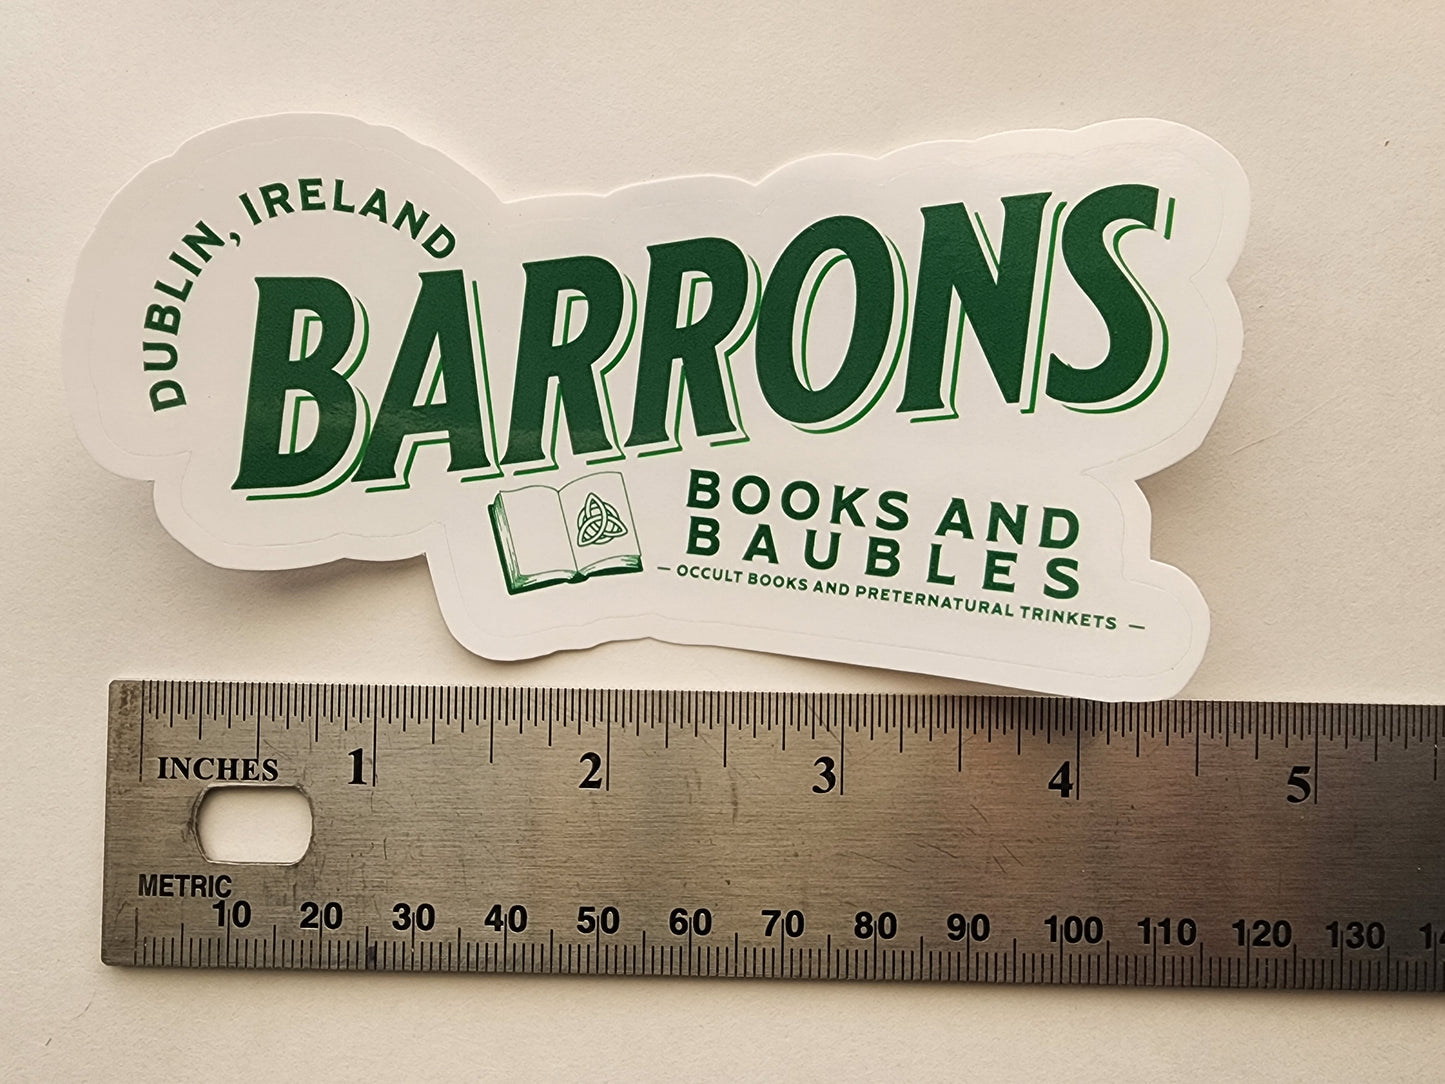 DUBLIN, IRELAND
BARRONS
BOOKS AND
BAUBLES
— OCCULT BOOKS AND PRETERNATURAL TRINKETS —
1 2 3 4 5
INCHES
METRIC
10 20 30 40 50 60 70 80 90 100 110 120 130